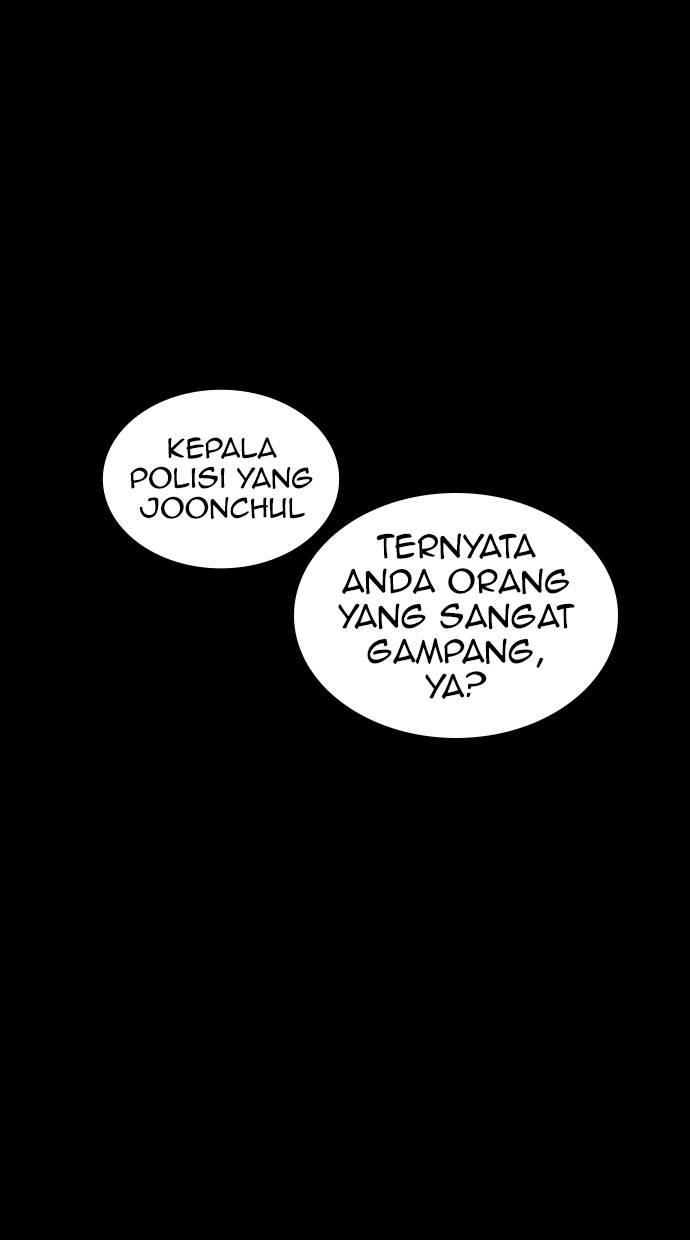 KEPALA
POLISI YANG
JOONCHUL
TERNYATA
ANDA ORANG
YANG SANGAT
GAMPANG,
YA?